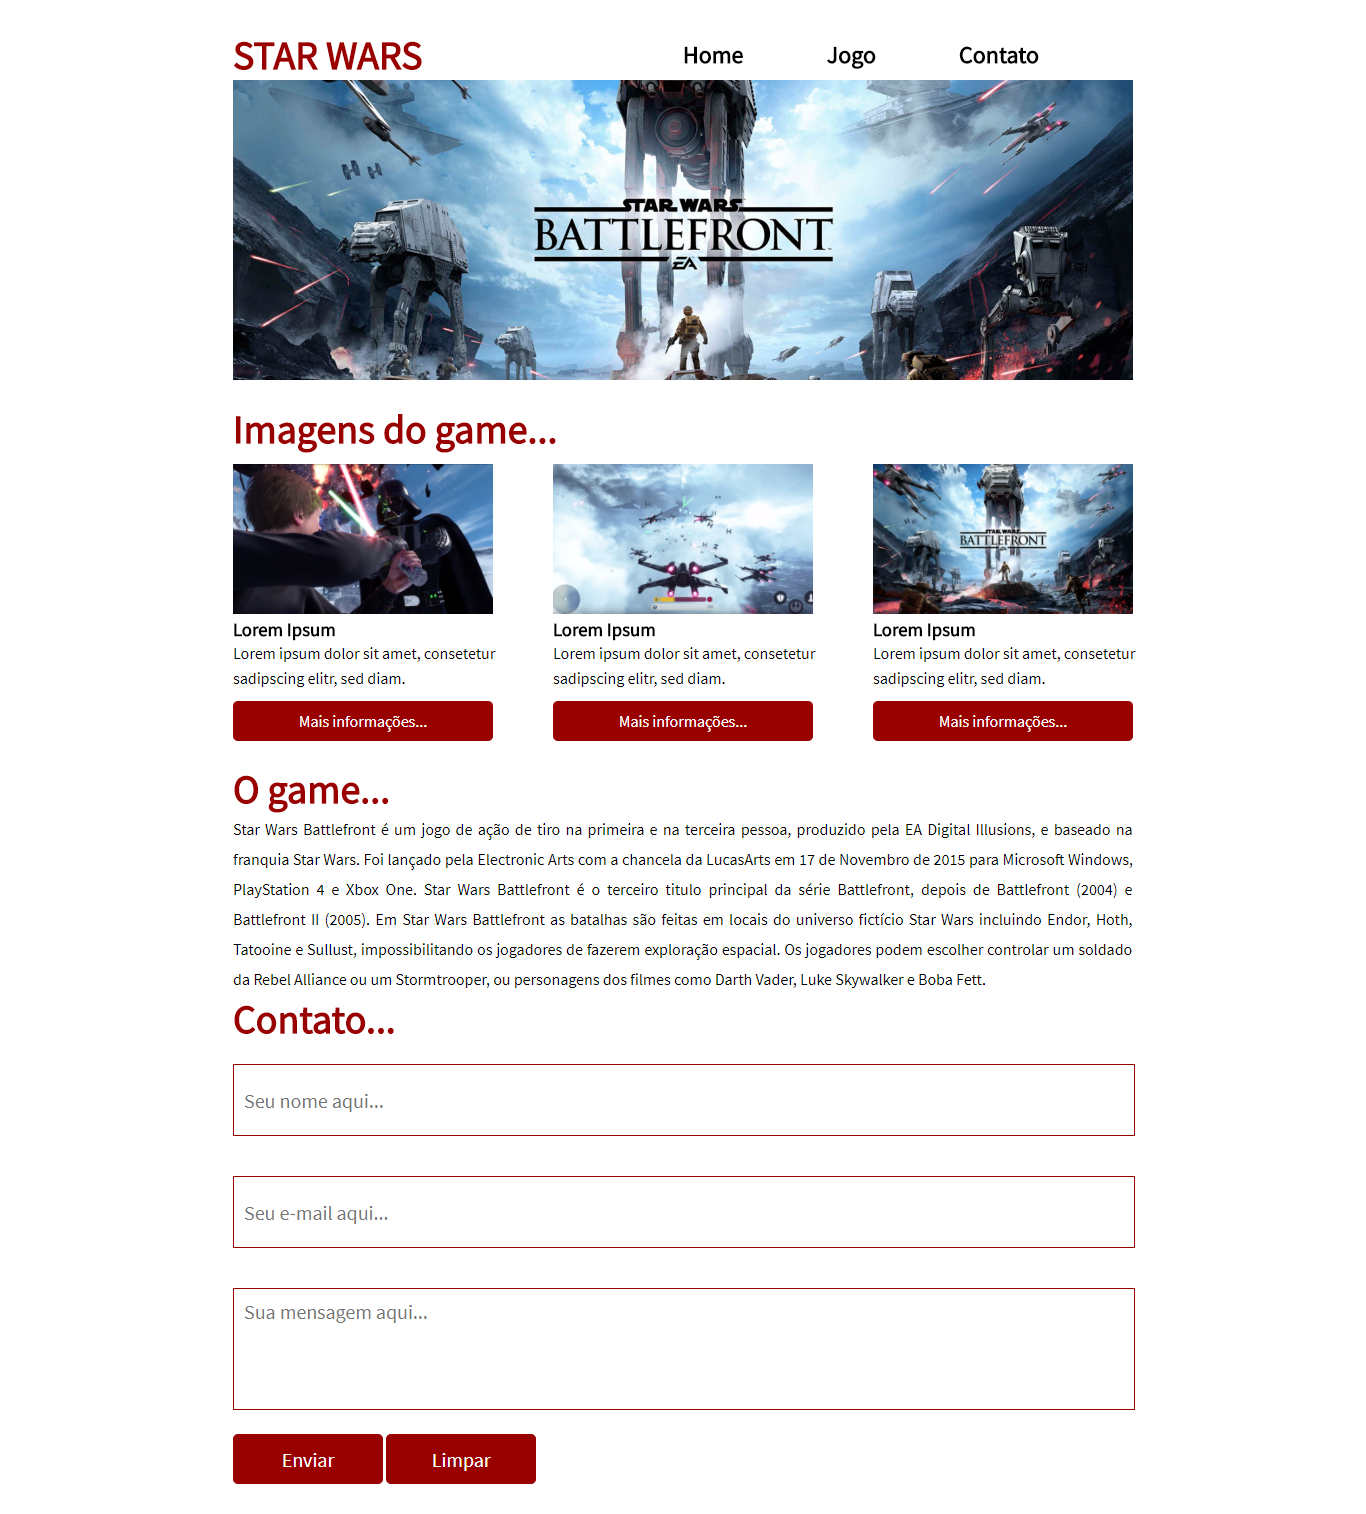 STAR WARS
Home Jogo Contato
STAR WARS
BATTLEFRONT
EA
Imagens do game...
STAR WARS
BATTLEFRONT
Lorem Ipsum
Lorem ipsum dolor sit amet, consetetur
sadipscing elitr, sed diam.
Mais informações...
Lorem Ipsum
Lorem ipsum dolor sit amet, consetetur
sadipscing elitr, sed diam.
Mais informações...
Lorem Ipsum
Lorem ipsum dolor sit amet, consetetur
sadipscing elitr, sed diam.
Mais informações...
O game...
Star Wars Battlefront é um jogo de ação de tiro na primeira e na terceira pessoa, produzido pela EA Digital Illusions, e baseado na
franquia Star Wars. Foi lançado pela Electronic Arts com a chancela da LucasArts em 17 de Novembro de 2015 para Microsoft Windows,
PlayStation 4 e Xbox One. Star Wars Battlefront é o terceiro titulo principal da série Battlefront, depois de Battlefront (2004) e
Battlefront II (2005). Em Star Wars Battlefront as batalhas são feitas em locais do universo fictício Star Wars incluindo Endor, Hoth,
Tatooine e Sullust, impossibilitando os jogadores de fazerem exploração espacial. Os jogadores podem escolher controlar um soldado
da Rebel Alliance ou um Stormtrooper, ou personagens dos filmes como Darth Vader, Luke Skywalker e Boba Fett.
Contato...
Seu nome aqui...
Seu e-mail aqui...
Sua mensagem aqui...
Enviar Limpar